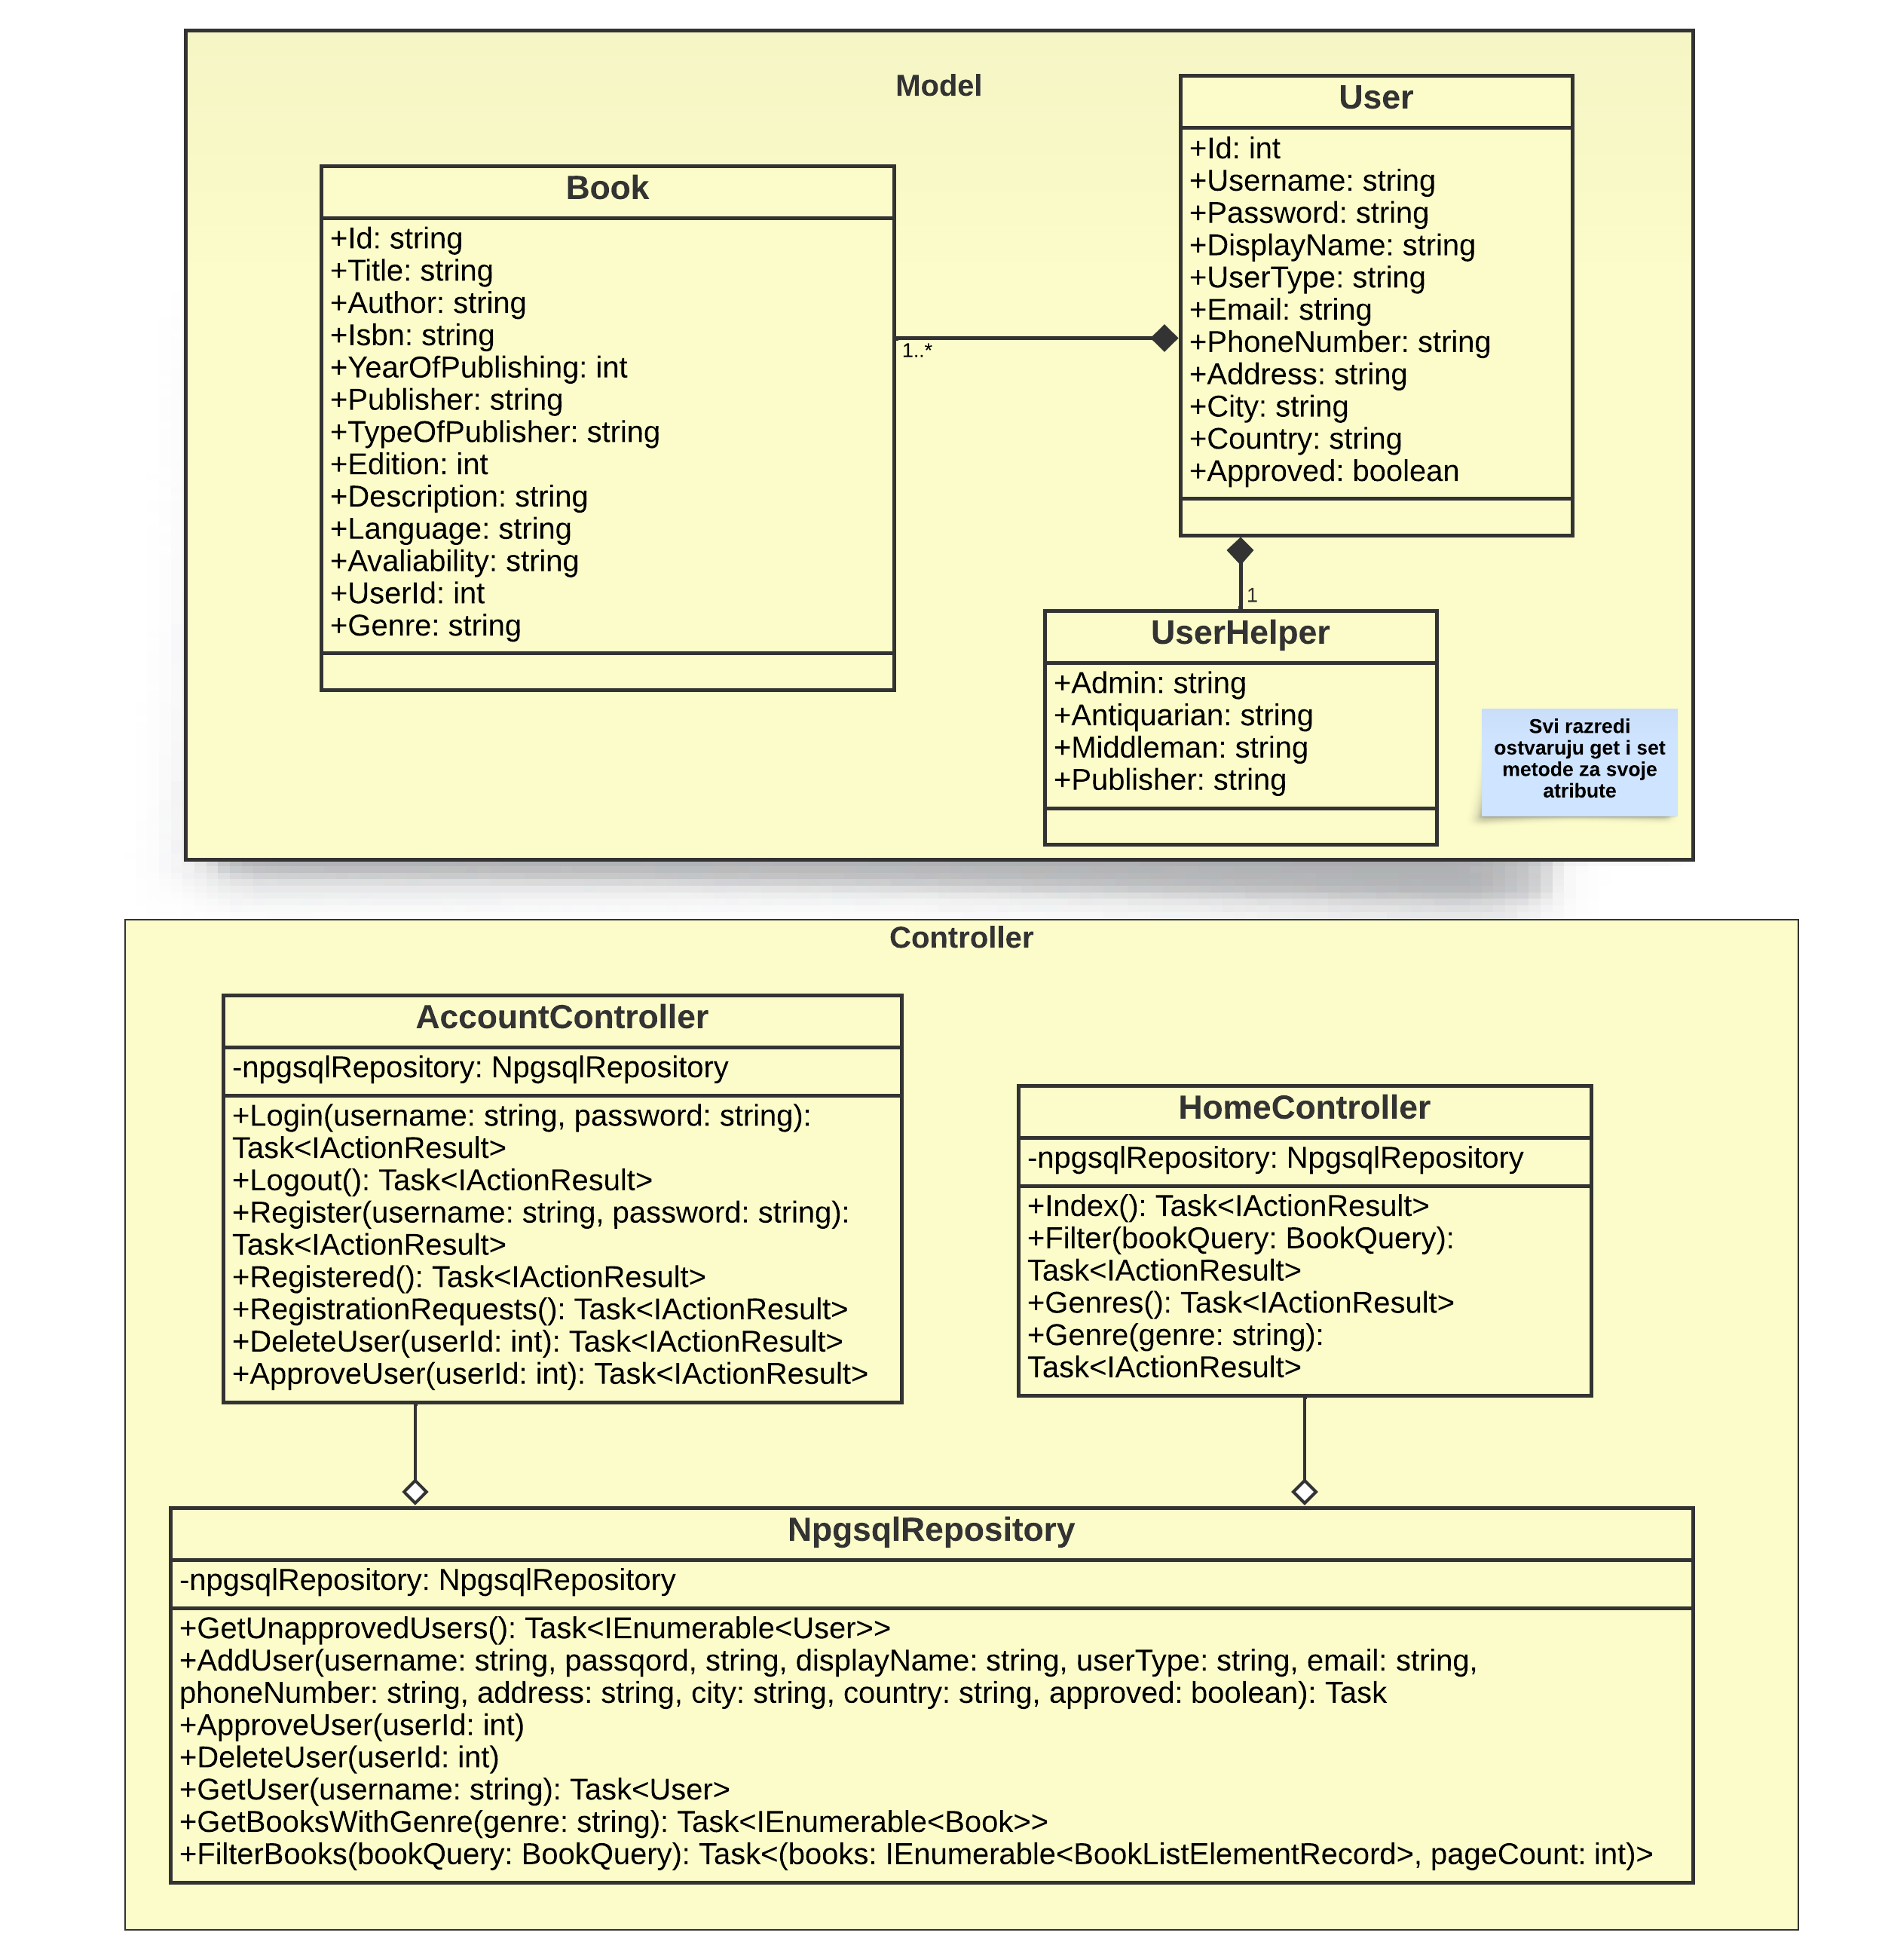 Model
Book
+Id: string
+Title: string
+Author: string
+Isbn: string
+YearOfPublishing: int
+Publisher: string
+TypeOfPublisher: string
+Edition: int
+Description: string
+Language: string
+Avaliability: string
+UserId: int
+Genre: string
1..*
User
+Id: int
+Username: string
+Password: string
+DisplayName: string
+UserType: string
+Email: string
+PhoneNumber: string
+Address: string
+City: string
+Country: string
+Approved: boolean
1
UserHelper
+Admin: string
+Antiquarian: string
+Middleman: string
+Publisher: string
Svi razredi
ostvaruju get i set
metode za svoje
atribute
Controller
AccountController
-npgsqlRepository: NpgsqlRepository
+Login(username: string, password: string):
Task<IActionResult>
+Logout(): Task<IActionResult>
+Register(username: string, password: string):
Task<IActionResult>
+Registered(): Task<IActionResult>
+RegistrationRequests(): Task<IActionResult>
+DeleteUser(userId: int): Task<IActionResult>
+ApproveUser(userId: int): Task<IActionResult>
HomeController
-npgsqlRepository: NpgsqlRepository
+Index(): Task<IActionResult>
+Filter(bookQuery: BookQuery):
Task<IActionResult>
+Genres(): Task<IActionResult>
+Genre(genre: string):
Task<IActionResult>
NpgsqlRepository
-npgsqlRepository: NpgsqlRepository
+GetUnapprovedUsers(): Task<IEnumerable<User>>
+AddUser(username: string, passqord, string, displayName: string, userType: string, email: string,
phoneNumber: string, address: string, city: string, country: string, approved: boolean): Task
+ApproveUser(userId: int)
+DeleteUser(userId: int)
+GetUser(username: string): Task<User>
+GetBooksWithGenre(genre: string): Task<IEnumerable<Book>>
+FilterBooks(bookQuery: BookQuery): Task<(books: IEnumerable<BookListElementRecord>, pageCount: int)>